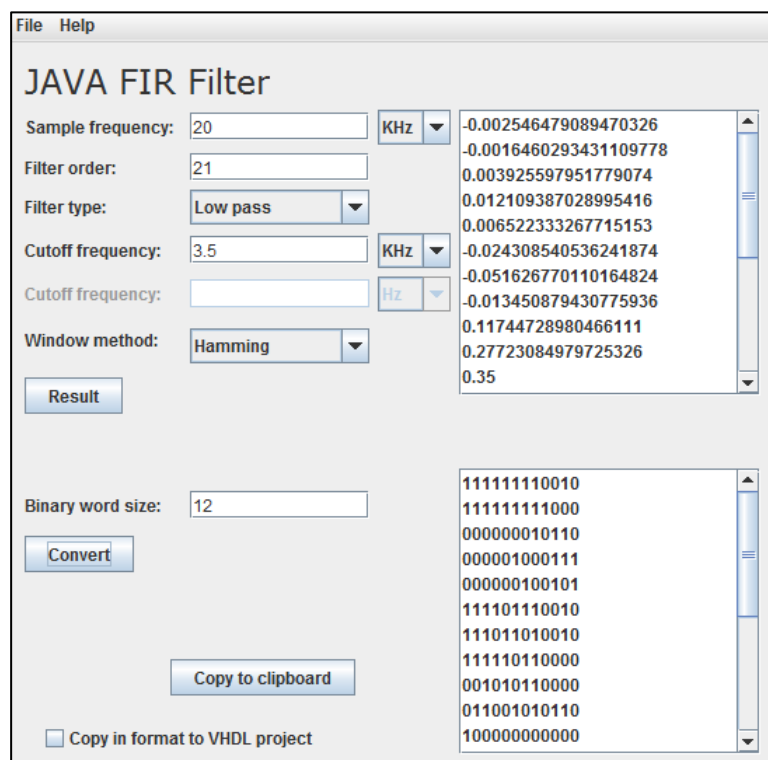 File Help
JAVA FIR Filter
Sample frequency: 20 KHz
Filter order: 21
Filter type: Low pass
Cutoff frequency: 3.5 KHz
Cutoff frequency: Hz
Window method: Hamming
Result
-0.002546479089470326
-0.0016460293431109778
0.003925597951779074
0.012109387028995416
0.006522333267715153
-0.024308540536241874
-0.051626770110164824
-0.013450879430775936
0.11744728980466111
0.27723084979725326
0.35
Binary word size: 12
Convert
Copy to clipboard
Copy in format to VHDL project
111111110010
111111111000
000000010110
000001000111
000000100101
111101110010
111011010010
111110110000
001010110000
011001010110
100000000000